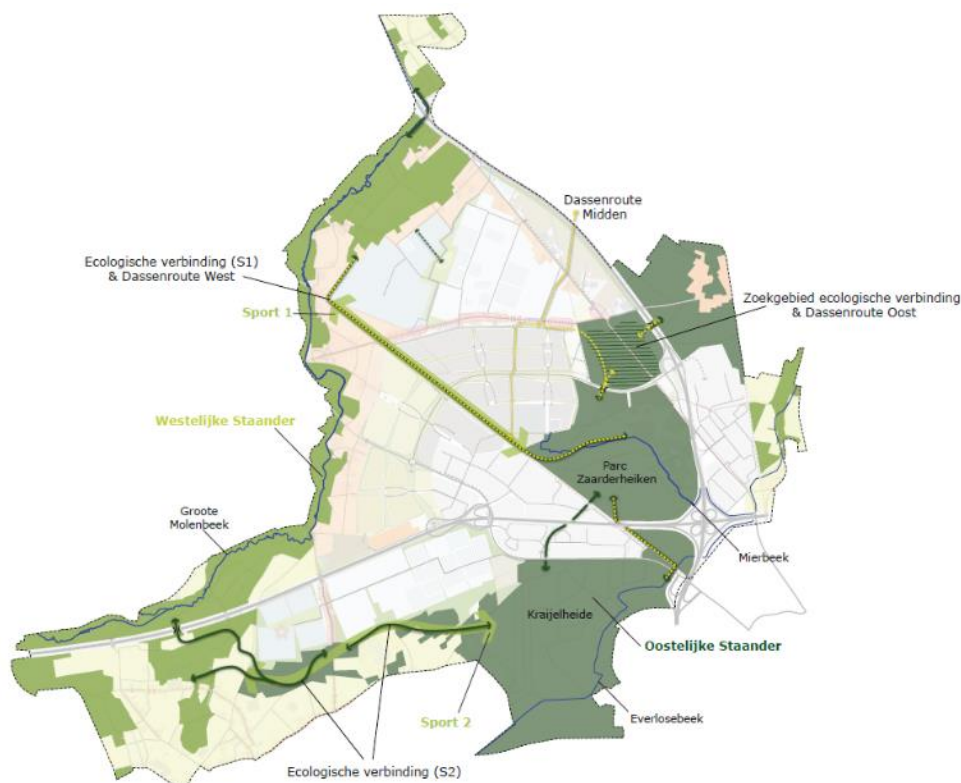 Dassenroute
Midden
Ecologische verbinding (S1)
& Dassenroute West
Zoekgebied ecologische verbinding
& Dassenroute Oost
Sport 1
Westelijke Staander
Parc
Zaarderheiken
Groote
Molenbeek
Mierbeek
Kraijelheide
Oostelijke Staander
Sport 2
Everlosebeek
Ecologische verbinding (S2)